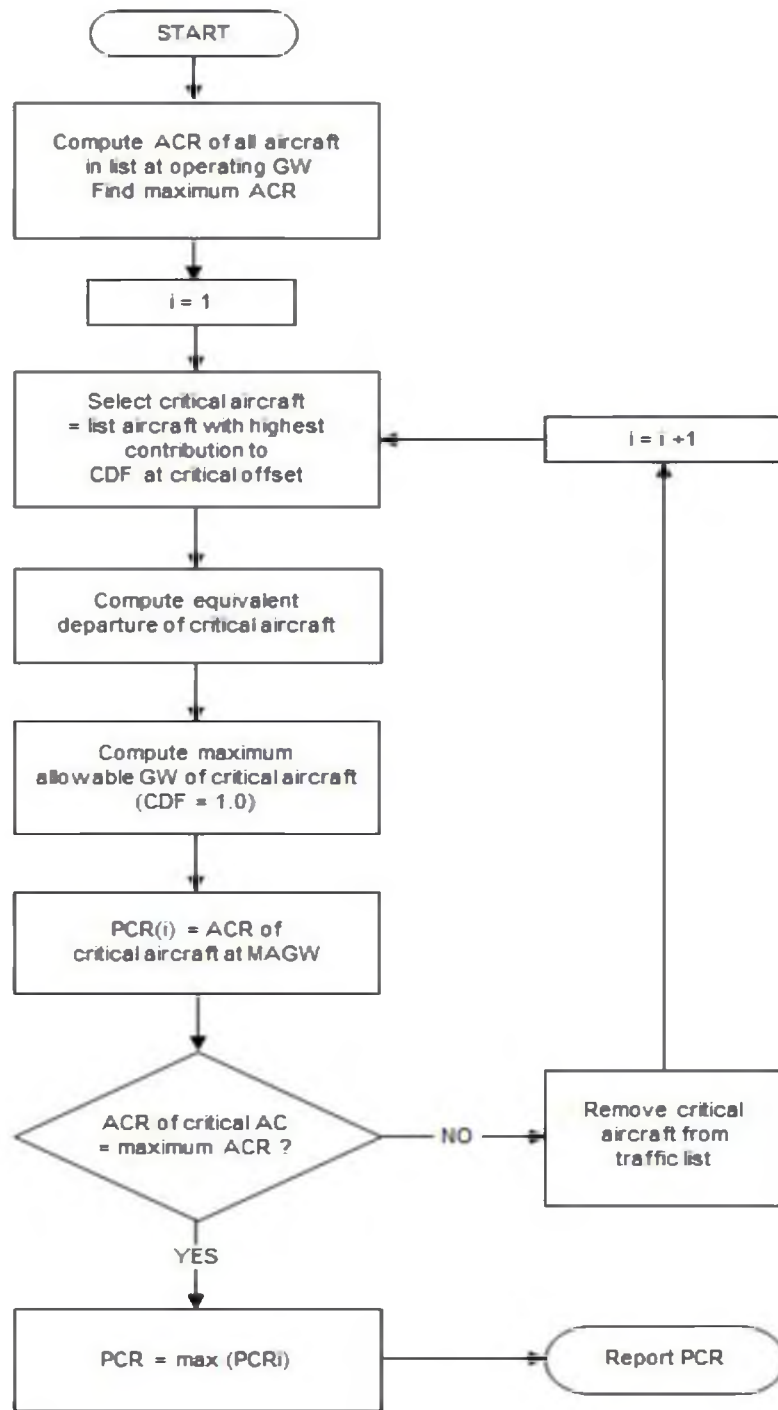 START
Compute ACR of all aircraft
in list at operating GW
Find maximum ACR
i = 1
Select critical aircraft
= list aircraft with highest
contribution to
CDF at critical offset
i = i +1
Compute equivalent
departure of critical aircraft
Compute maximum
allowable GW of critical aircraft
(CDF = 1.0)
PCR(i) = ACR of
critical aircraft at MAGW
ACR of critical AC
= maximum ACR ?
NO
Remove critical
aircraft from
traffic list
YES
PCR = max (PCRi)
Report PCR